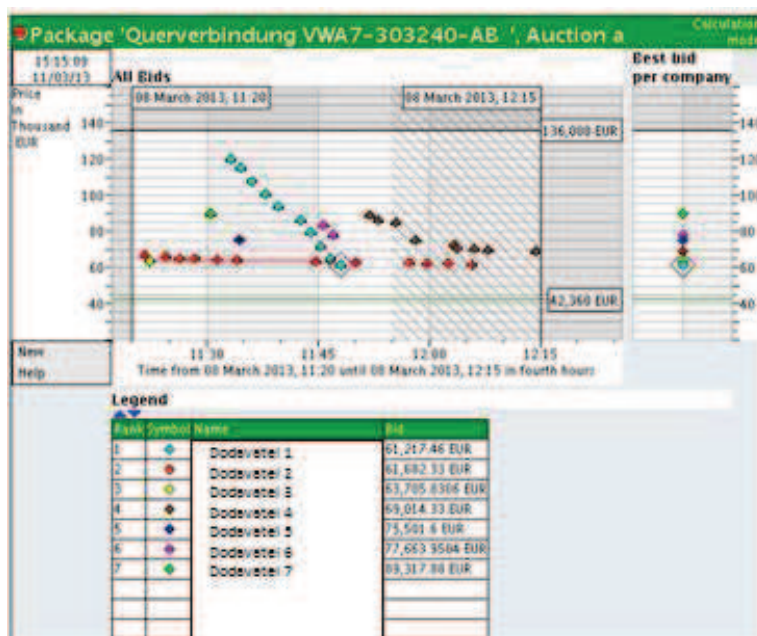 Package 'Querverbindung VWA7-303240-AB ', Auction a
Calculation
mode
15:15:09
11/03/13
All Bids
Best bid
per company
Price
in
Thousand
EUR
08 March 2013, 11:20
08 March 2013, 12:15
140
120
100
80
60
40
136,000 EUR
42,360 EUR
140
120
100
80
60
40
11:30
11:45
12:00
12:15
Time from 08 March 2013, 11:20 until 08 March 2013, 12:15 in fourth hours
New
Help
Legend
Rank Symbol Name Bid
1 Dodavatel 1 61,217.46 EUR
2 Dodavatel 2 61,682.33 EUR
3 Dodavatel 3 63,705.8306 EUR
4 Dodavatel 4 69,014.33 EUR
5 Dodavatel 5 75,501.6 EUR
6 Dodavatel 6 77,663.9504 EUR
7 Dodavatel 7 89,317.88 EUR